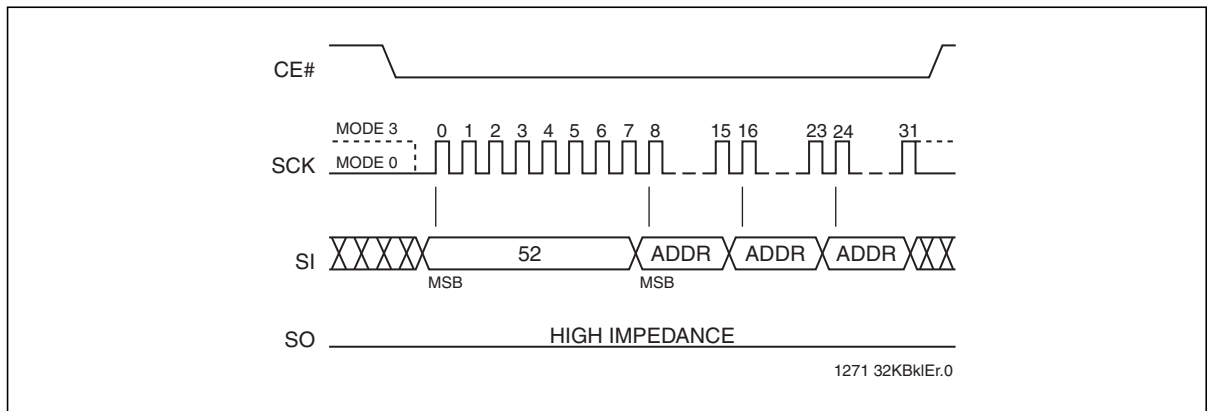 CE#
MODE 3
0 1 2 3 4 5 6 7 8 15 16 23 24 31
SCK
MODE 0
SI
52
ADDR
ADDR
ADDR
MSB
MSB
SO
HIGH IMPEDANCE
1271 32KBklEr.0